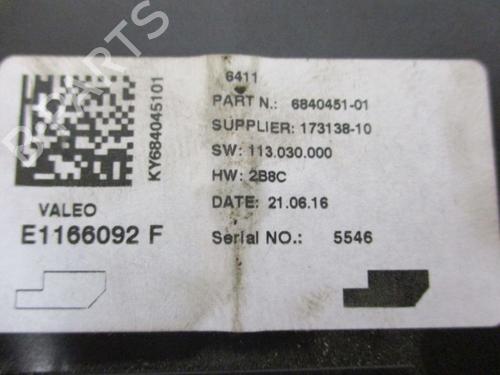 PARTS
KY684045101
VALEO
E1166092 F
6411
PART N.: 6840451-01
SUPPLIER: 173138-10
SW: 113.030.000
HW: 2B8C
DATE: 21.06.16
Serial NO.: 5546